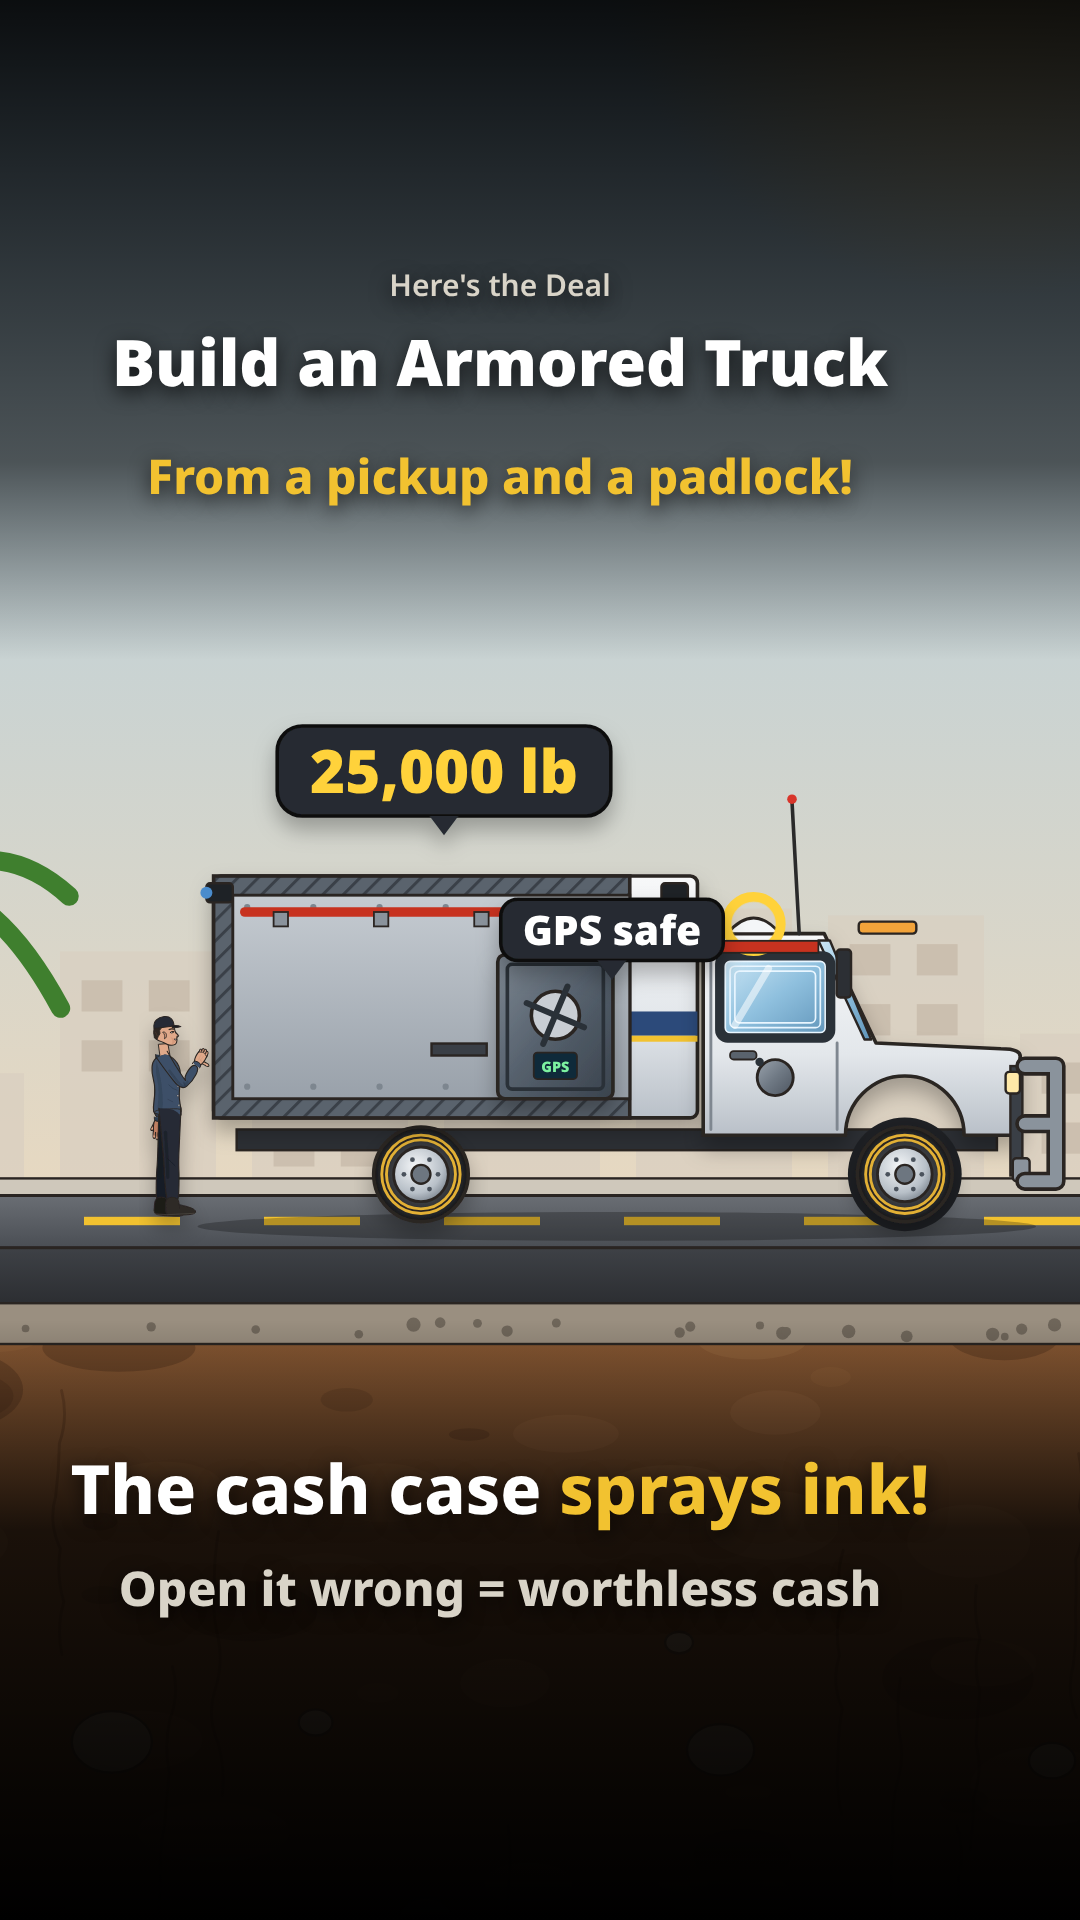 Here's the Deal
Build an Armored Truck
From a pickup and a padlock!
25,000 lb
GPS safe
GPS
The cash case sprays ink!
Open it wrong = worthless cash